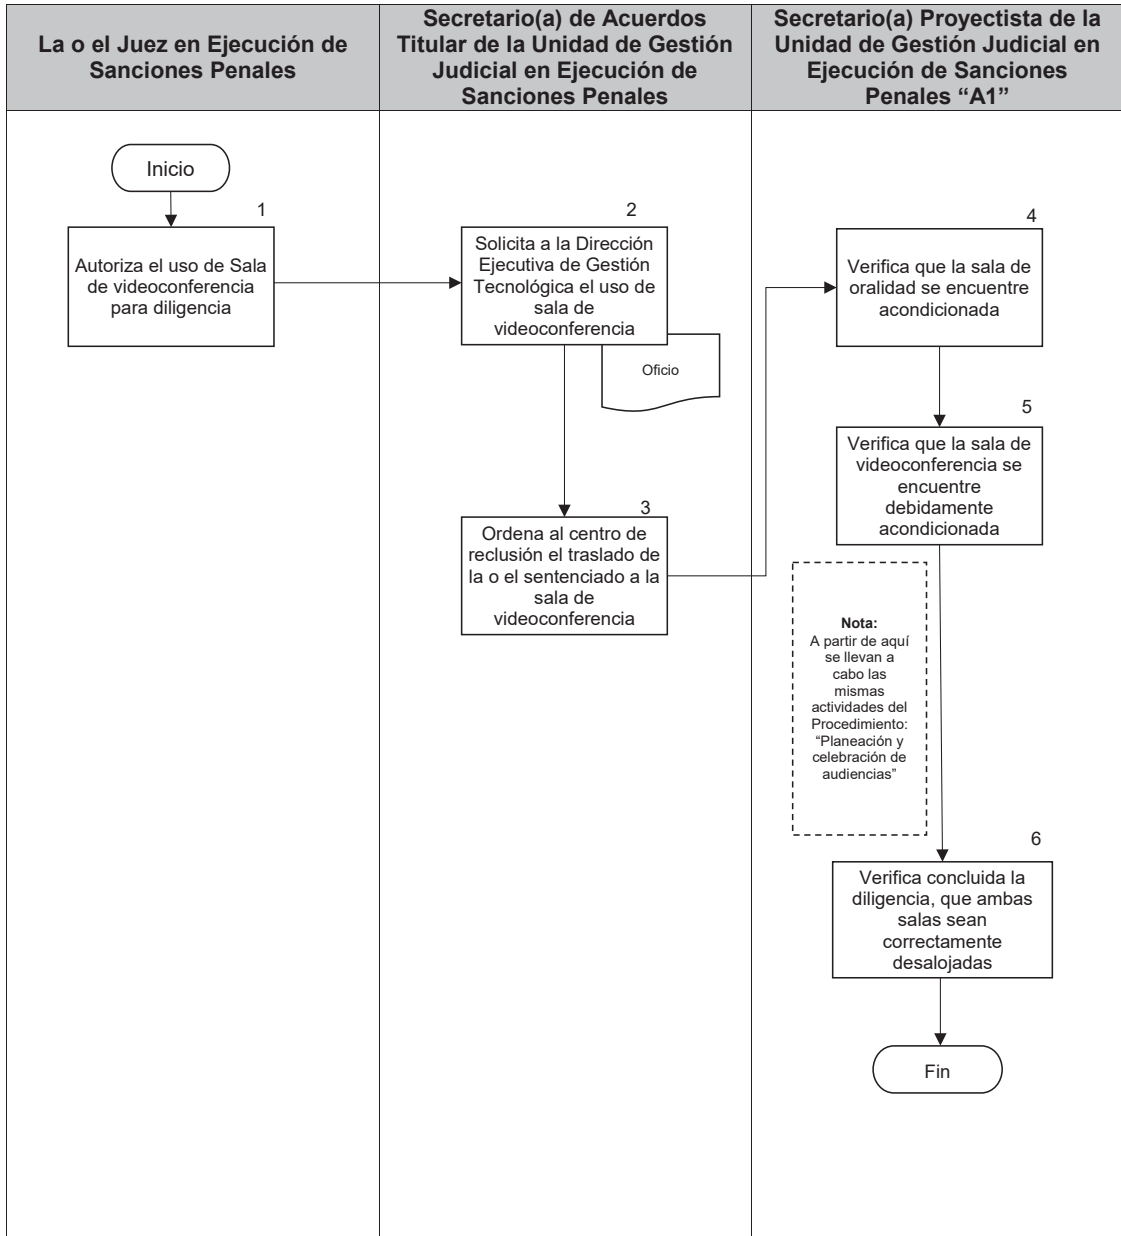 La o el Juez en Ejecución de
Sanciones Penales
Secretario(a) de Acuerdos
Titular de la Unidad de Gestión
Judicial en Ejecución de
Sanciones Penales
Secretario(a) Proyectista de la
Unidad de Gestión Judicial en
Ejecución de Sanciones
Penales “A1”
Inicio
1
Autoriza el uso de Sala
de videoconferencia
para diligencia
2
Solicita a la Dirección
Ejecutiva de Gestión
Tecnológica el uso de
sala de
videoconferencia
Oficio
3
Ordena al centro de
reclusión el traslado de
la o el sentenciado a la
sala de
videoconferencia
4
Verifica que la sala de
oralidad se encuentre
acondicionada
5
Verifica que la sala de
videoconferencia se
encuentre
debidamente
acondicionada
Nota:
A partir de aquí
se llevan a
cabo las
mismas
actividades del
Procedimiento:
“Planeación y
celebración de
audiencias”
6
Verifica concluida la
diligencia, que ambas
salas sean
correctamente
desalojadas
Fin